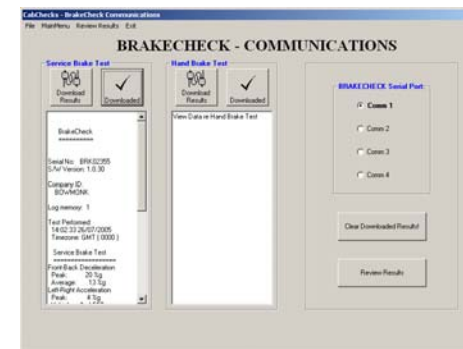 CabChecks - BrakeCheck Communications
File MainMenu Review Results Exit
BRAKECHECK - COMMUNICATIONS
Service Brake Test
Download Results
Downloaded
BrakeCheck
==========
Serial No: BRK02355
S/W Version: 1.0.30
Company ID
BOWMONK
Log memory: 1
Test Performed
14:02:33 26/07/2005
Timezone: GMT ( 0000 )
Service Brake Test
Front-Back Deceleration
Peak: 20 %g
Average: 13 %g
Left-Right Acceleration
Peak: 4 %g
Hand Brake Test
Download Results
Downloaded
View Data re Hand Brake Test
BRAKECHECK Serial Port:
Comm 1
Comm 2
Comm 3
Comm 4
Clear Downloaded Results!
Review Results